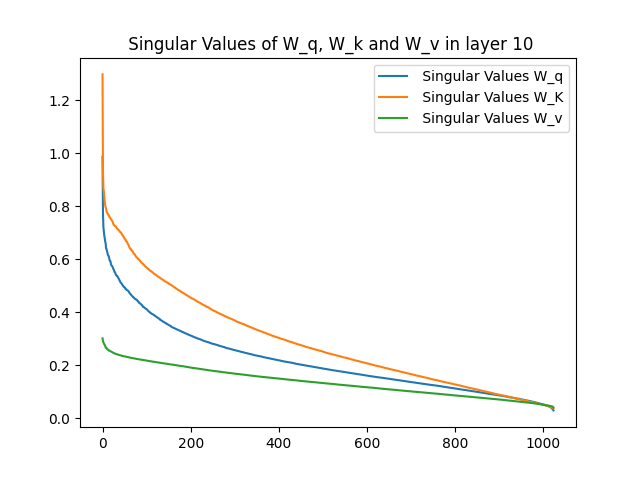 Singular Values of W_q, W_k and W_v in layer 10
Singular Values W_q
Singular Values W_K
Singular Values W_v
1.2
1.0
0.8
0.6
0.4
0.2
0.0
0 200 400 600 800 1000